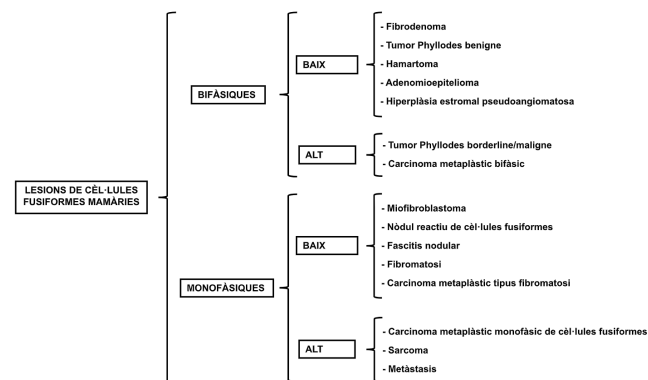 LESIONS DE CÈL·LULES
FUSIFORMES MAMÀRIES
BIFÀSIQUES
BAIX
- Fibrodenoma
- Tumor Phyllodes benigne
- Hamartoma
- Adenomioepitelioma
- Hiperplàsia estromal pseudoangiomatosa
ALT
- Tumor Phyllodes borderline/maligne
- Carcinoma metaplàstic bifàsic
MONOFÀSIQUES
BAIX
- Miofibroblastoma
- Nòdul reactiu de cèl·lules fusiformes
- Fascitis nodular
- Fibromatosi
- Carcinoma metaplàstic tipus fibromatosi
ALT
- Carcinoma metaplàstic monofàsic de cèl·lules fusiformes
- Sarcoma
- Metàstasis